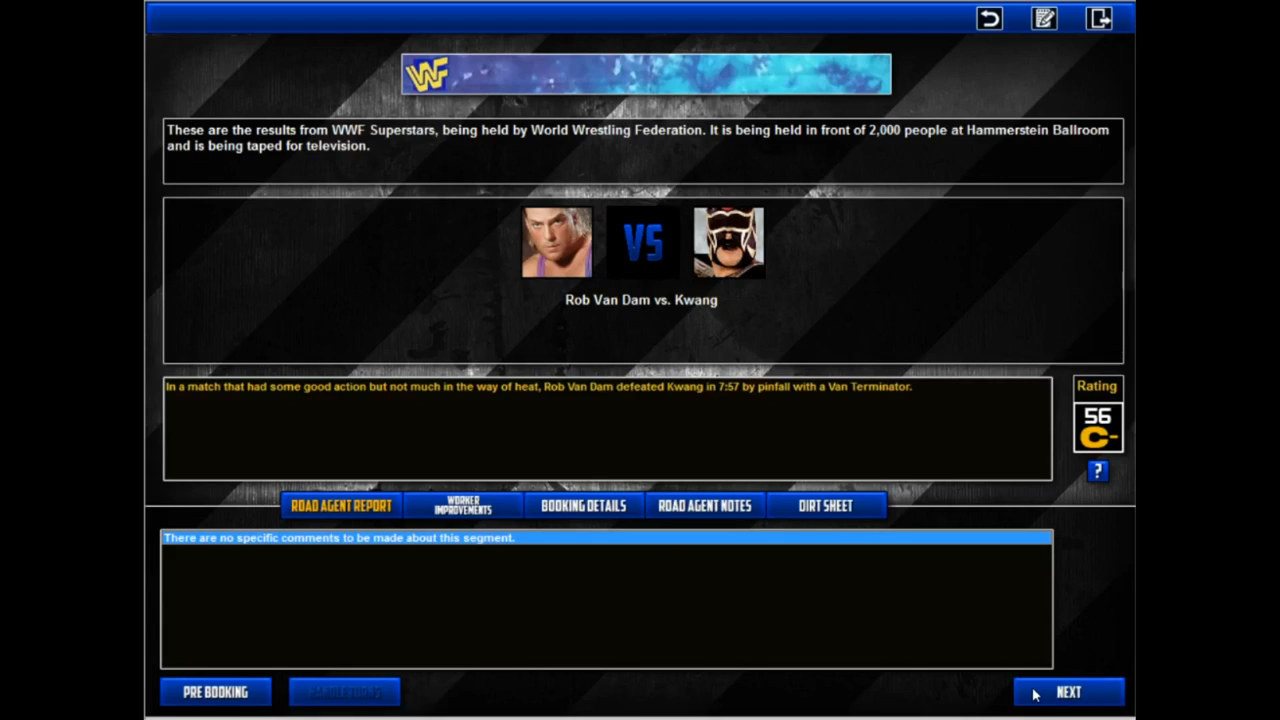 WF
These are the results from WWF Superstars, being held by World Wrestling Federation. It is being held in front of 2,000 people at Hammerstein Ballroom
and is being taped for television.
VS
Rob Van Dam vs. Kwang
In a match that had some good action but not much in the way of heat, Rob Van Dam defeated Kwang in 7:57 by pinfall with a Van Terminator.
Rating
56
C-
?
ROAD AGENT REPORT
WORKER
IMPROVEMENTS
BOOKING DETAILS
ROAD AGENT NOTES
DIRT SHEET
There are no specific comments to be made about this segment.
PRE BOOKING
NEXT